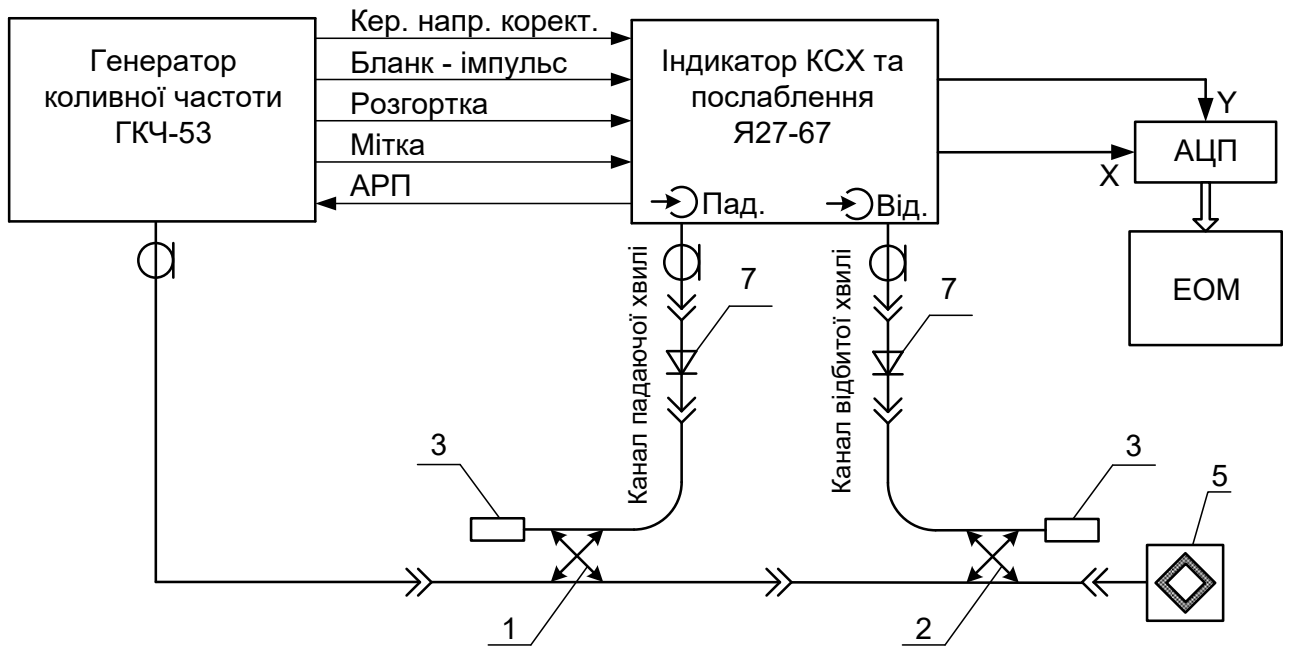 Генератор
коливної частоти
ГКЧ-53
Кер. напр. корект.
Бланк - імпульс
Розгортка
Мітка
АРП
Індикатор КСХ та
послаблення
Я27-67
Пад.
Від.
Y
X
АЦП
ЕОМ
Канал падаючої хвилі
7
Канал відбитої хвилі
7
3
3
5
1
2